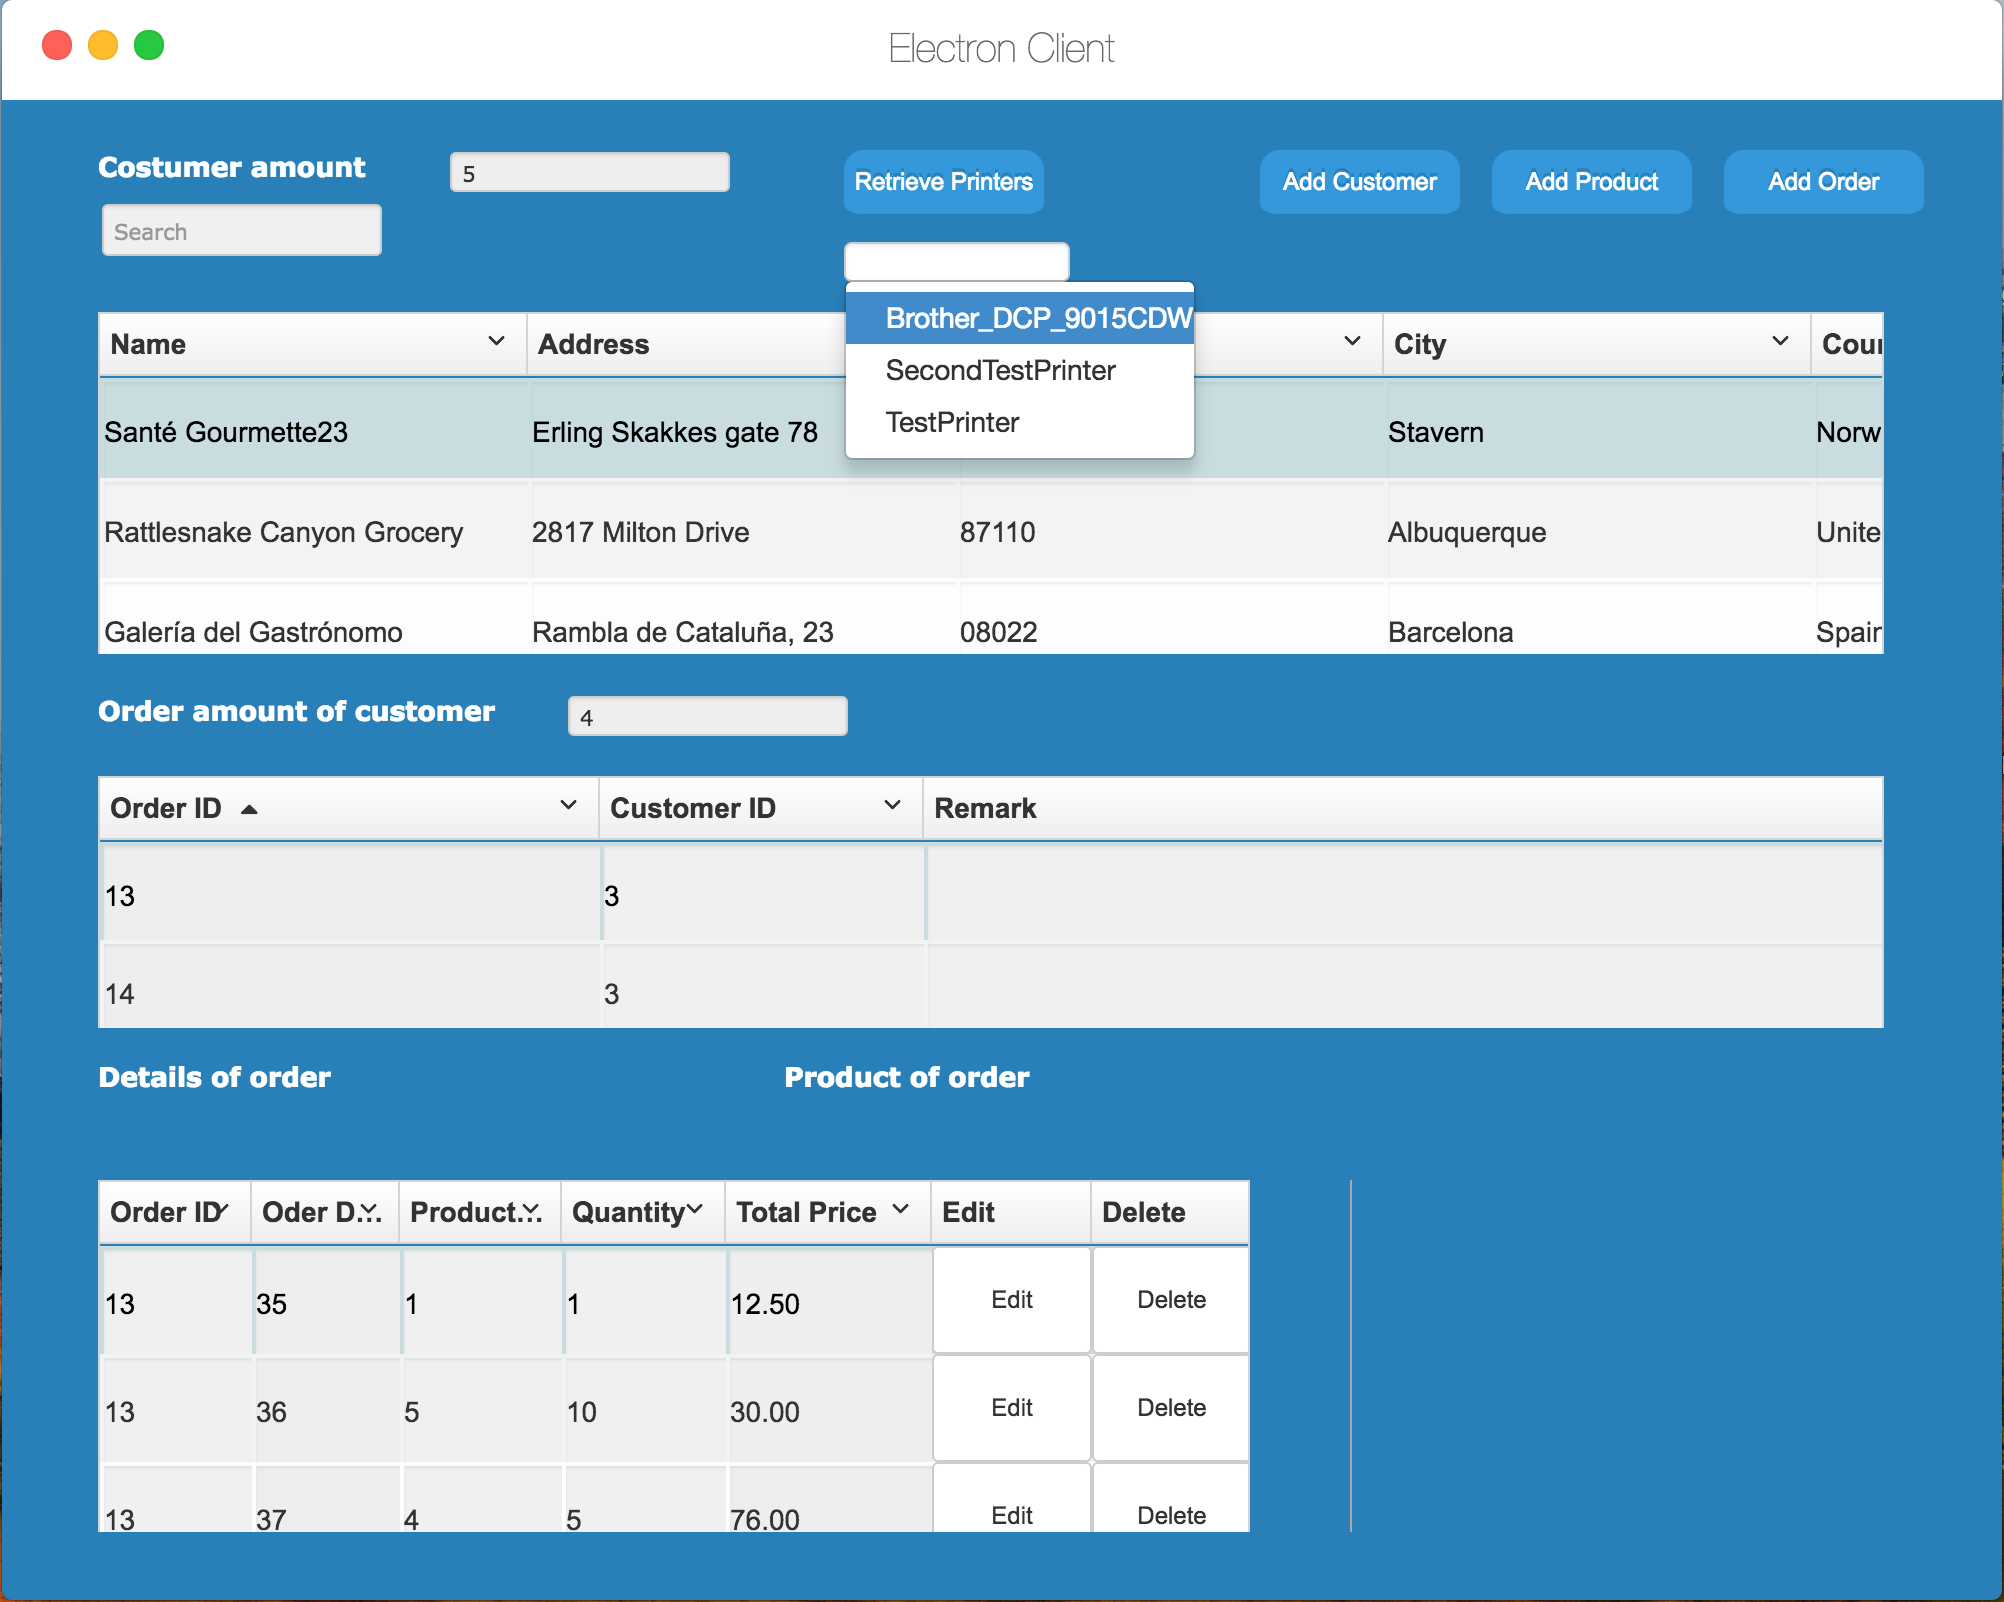 Electron Client
Costumer amount
5
Retrieve Printers
Add Customer
Add Product
Add Order
Search
Brother_DCP_9015CDW
SecondTestPrinter
TestPrinter
Name Address City Coun
Santé Gourmette23 Erling Skakkes gate 78 Stavern Norw
Rattlesnake Canyon Grocery 2817 Milton Drive 87110 Albuquerque Unite
Galería del Gastrónomo Rambla de Cataluña, 23 08022 Barcelona Spain
Order amount of customer
4
Order ID Customer ID Remark
13 3
14 3
Details of order
Product of order
Order ID Oder D... Product... Quantity Total Price Edit Delete
13 35 1 1 12.50 Edit Delete
13 36 5 10 30.00 Edit Delete
13 37 4 5 76.00 Edit Delete